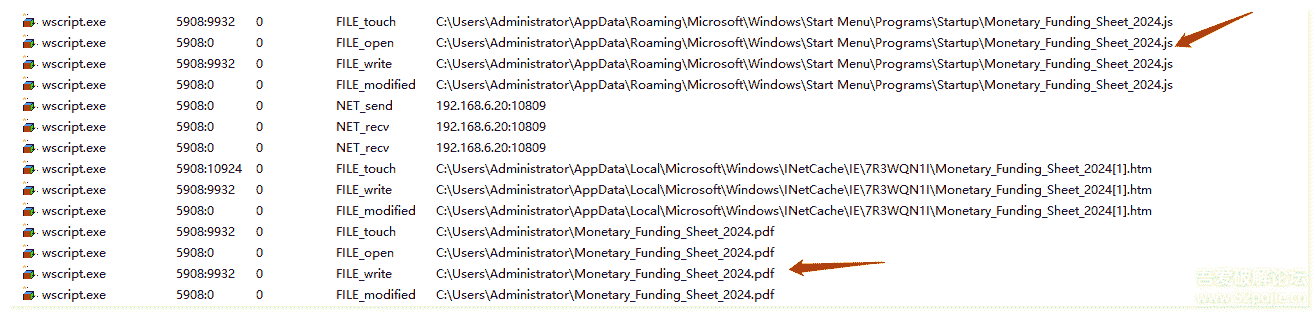 wscript.exe 5908:9932 0 FILE_touch C:\Users\Administrator\AppData\Roaming\Microsoft\Windows\Start Menu\Programs\Startup\Monetary_Funding_Sheet_2024.js
wscript.exe 5908:0 0 FILE_open C:\Users\Administrator\AppData\Roaming\Microsoft\Windows\Start Menu\Programs\Startup\Monetary_Funding_Sheet_2024.js
wscript.exe 5908:9932 0 FILE_write C:\Users\Administrator\AppData\Roaming\Microsoft\Windows\Start Menu\Programs\Startup\Monetary_Funding_Sheet_2024.js
wscript.exe 5908:0 0 FILE_modified C:\Users\Administrator\AppData\Roaming\Microsoft\Windows\Start Menu\Programs\Startup\Monetary_Funding_Sheet_2024.js
wscript.exe 5908:0 0 NET_send 192.168.6.20:10809
wscript.exe 5908:0 0 NET_recv 192.168.6.20:10809
wscript.exe 5908:0 0 NET_recv 192.168.6.20:10809
wscript.exe 5908:10924 0 FILE_touch C:\Users\Administrator\AppData\Local\Microsoft\Windows\INetCache\IE\7R3WQN1I\Monetary_Funding_Sheet_2024[1].htm
wscript.exe 5908:9932 0 FILE_write C:\Users\Administrator\AppData\Local\Microsoft\Windows\INetCache\IE\7R3WQN1I\Monetary_Funding_Sheet_2024[1].htm
wscript.exe 5908:0 0 FILE_modified C:\Users\Administrator\AppData\Local\Microsoft\Windows\INetCache\IE\7R3WQN1I\Monetary_Funding_Sheet_2024[1].htm
wscript.exe 5908:9932 0 FILE_touch C:\Users\Administrator\Monetary_Funding_Sheet_2024.pdf
wscript.exe 5908:0 0 FILE_open C:\Users\Administrator\Monetary_Funding_Sheet_2024.pdf
wscript.exe 5908:9932 0 FILE_write C:\Users\Administrator\Monetary_Funding_Sheet_2024.pdf
wscript.exe 5908:0 0 FILE_modified C:\Users\Administrator\Monetary_Funding_Sheet_2024.pdf
吾爱破解论坛
www.52pojie.cn